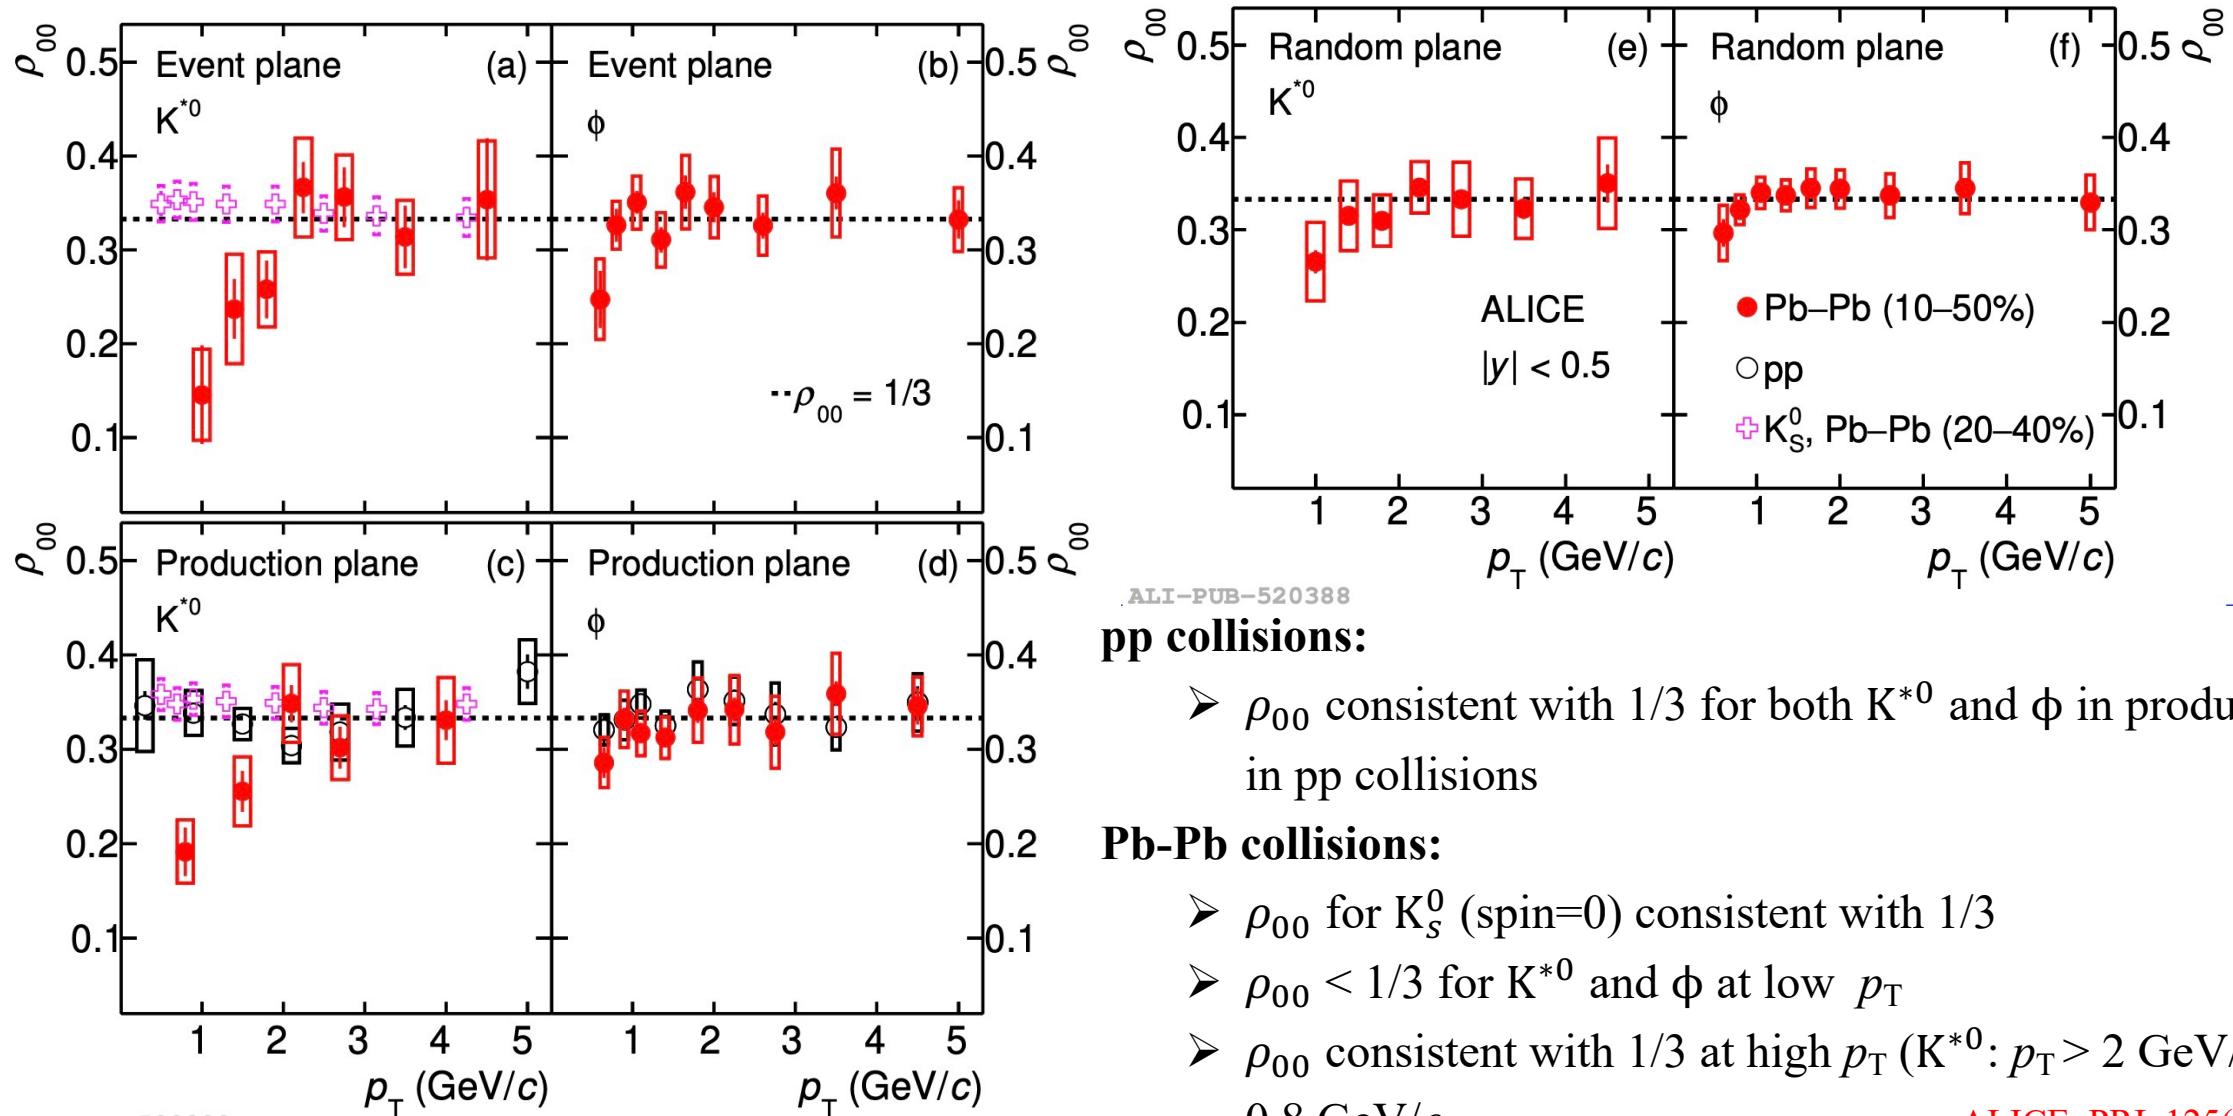 ρ00
0.5
0.4
0.3
0.2
0.1
Event plane (a)
K*0
Event plane (b)
ϕ
ρ00 = 1/3
0.5
0.4
0.3
0.2
0.1
ρ00
ρ00
0.5
0.4
0.3
0.2
0.1
Production plane (c)
K*0
Production plane (d)
ϕ
0.5
0.4
0.3
0.2
0.1
ρ00
1 2 3 4 5
1 2 3 4 5
pT (GeV/c)
pT (GeV/c)
ρ00
0.5
0.4
0.3
0.2
0.1
Random plane (e)
K*0
ALICE
|y| < 0.5
Random plane (f)
ϕ
Pb–Pb (10–50%)
pp
K0S, Pb–Pb (20–40%)
0.5
0.4
0.3
0.2
0.1
ρ00
1 2 3 4 5
1 2 3 4 5
pT (GeV/c)
pT (GeV/c)
ALI-PUB-520388
pp collisions:
➢ ρ00 consistent with 1/3 for both K*0 and ϕ in produ
in pp collisions
Pb-Pb collisions:
➢ ρ00 for K0s (spin=0) consistent with 1/3
➢ ρ00 < 1/3 for K*0 and ϕ at low pT
➢ ρ00 consistent with 1/3 at high pT (K*0: pT > 2 GeV/